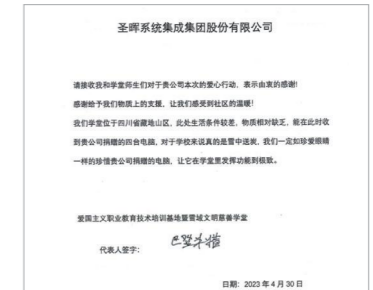 圣晖系统集成集团股份有限公司
请接收我和学堂师生们对于贵公司本次的爱心行动，表示由衷的感谢!
感谢给予我们物质上的支援，让我们感受到社区的温暖!
我们学堂位于四川省藏地山区，此处生活条件较差，物质相对缺乏，能在此时收
到贵公司捐赠的四台电脑，对于学校来说真的是雪中送炭，我们一定如珍爱眼睛
一样的珍惜贵公司捐赠的电脑，让它在学堂里发挥功能到极致。
爱国主义职业教育技术培训基地暨雪域文明慈善学堂
代表人签字：
日期：2023 年 4 月 30 日